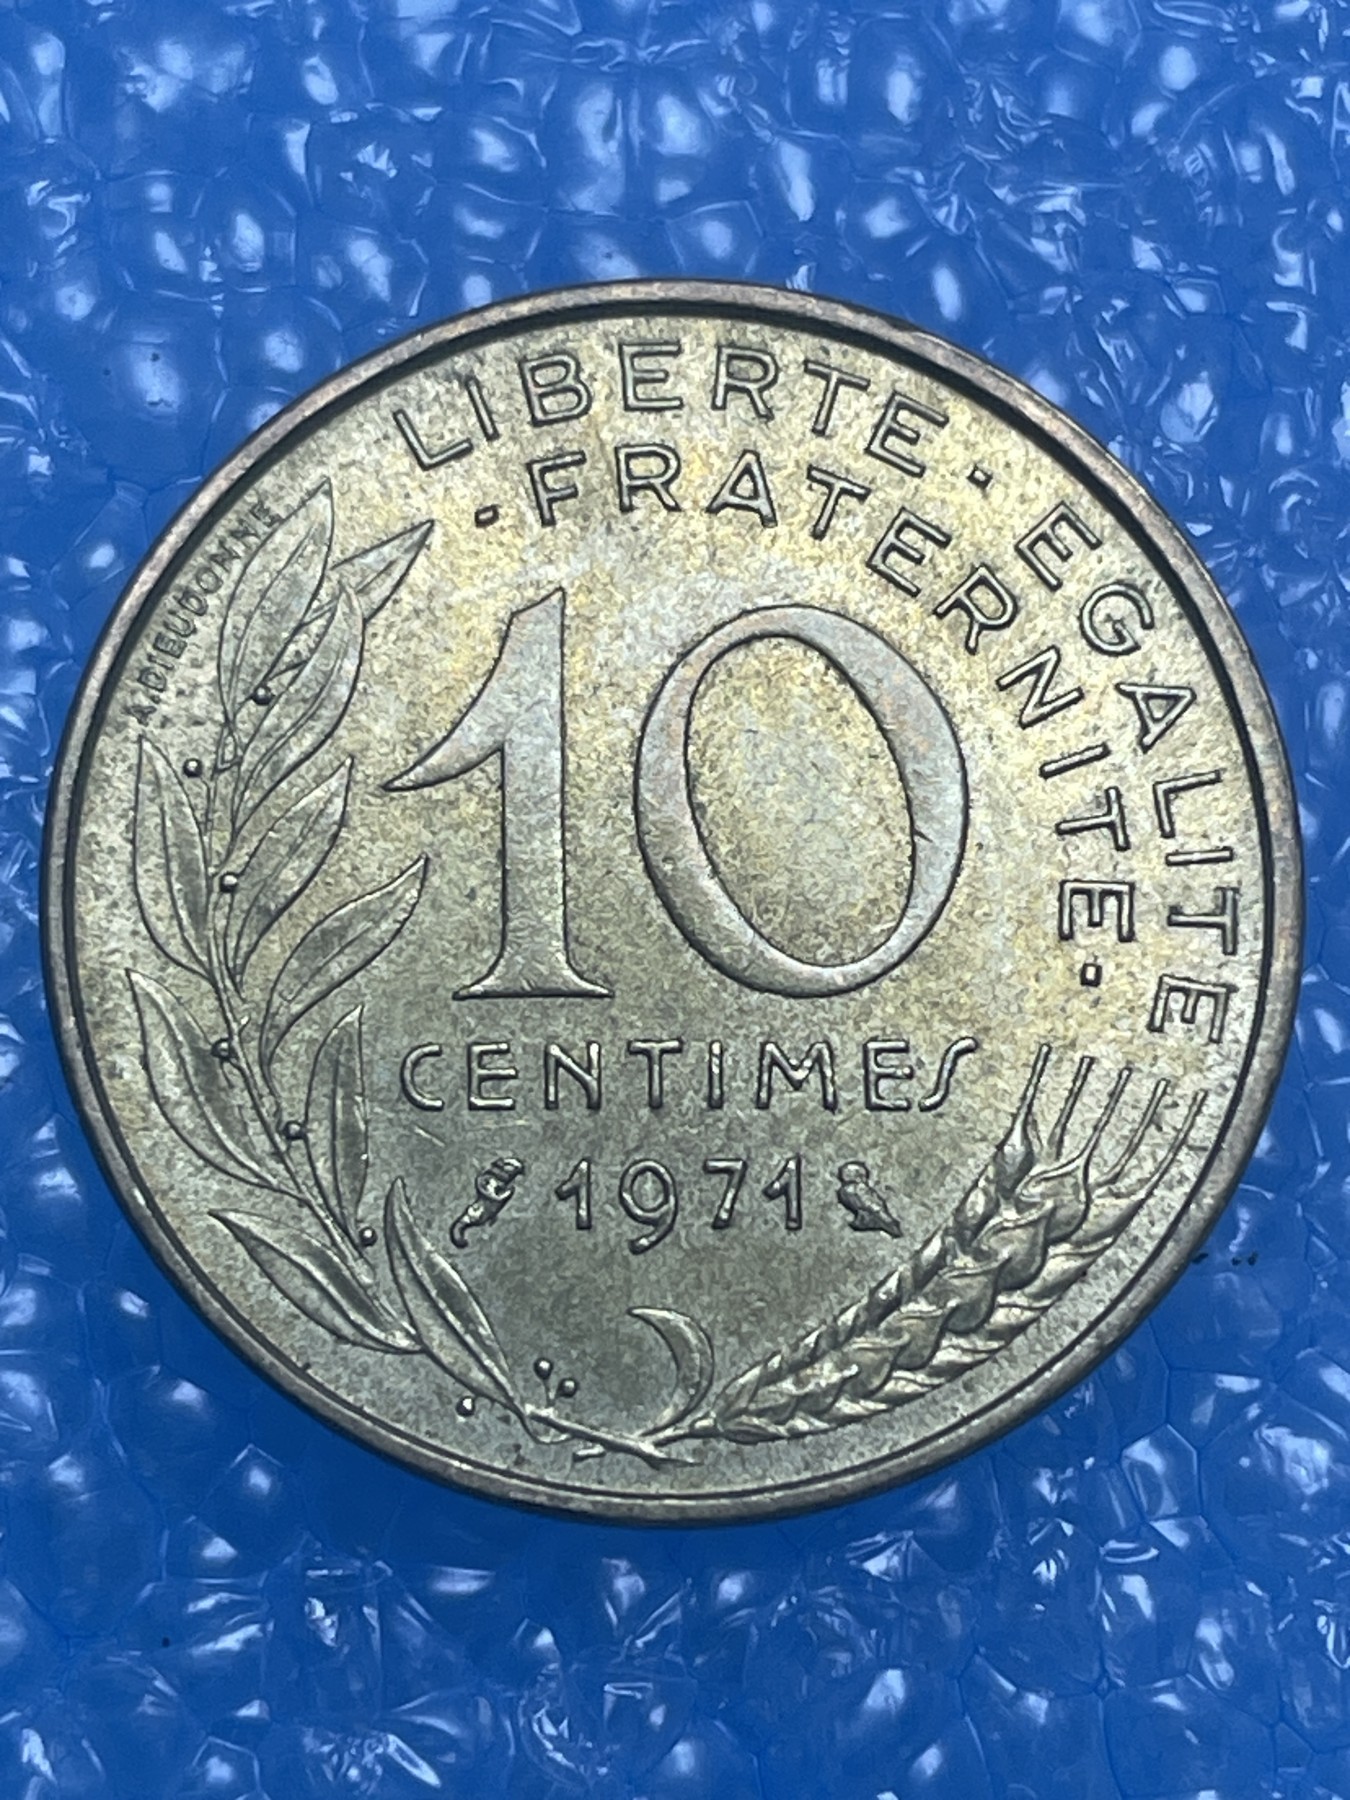 LIBERTE · EGALITE
· FRATERNITE ·
A.DIEUDONNE
10
CENTIMES
1971